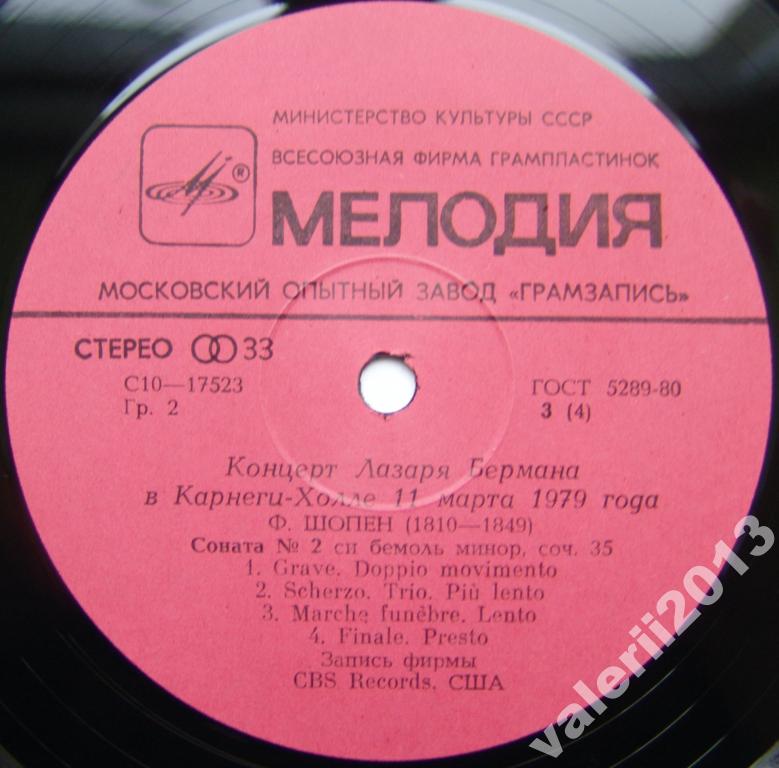 МИНИСТЕРСТВО КУЛЬТУРЫ СССР
ВСЕСОЮЗНАЯ ФИРМА ГРАМПЛАСТИНОК
®
МЕЛОДИЯ
МОСКОВСКИЙ ОПЫТНЫЙ ЗАВОД «ГРАМЗАПИСЬ»
СТЕРЕО 33
С10—17523
ГОСТ 5289-80
Гр. 2
3 (4)
Концерт Лазаря Бермана
в Карнеги-Холле 11 марта 1979 года
Ф. ШОПЕН (1810—1849)
Соната № 2 си бемоль минор, соч. 35
1. Grave. Doppio movimento
2. Scherzo. Trio. Più lento
3. Marche funèbre. Lento
4. Finale. Presto
Запись фирмы
CBS Records. США
valerii2013